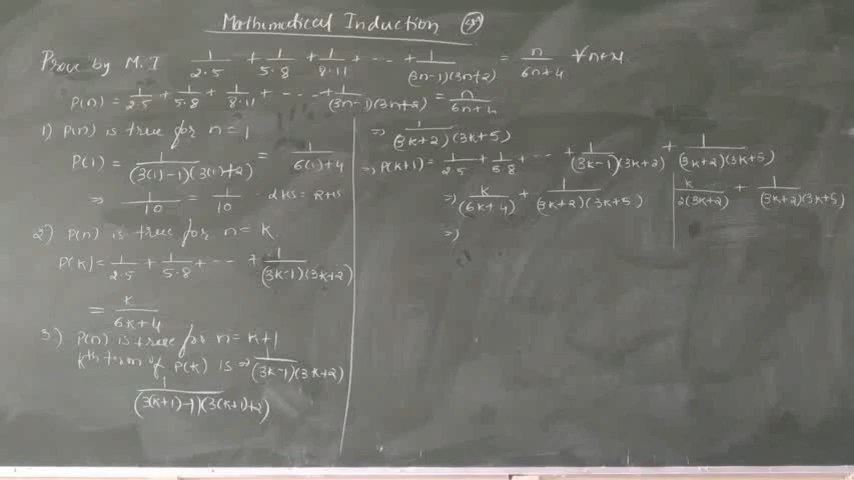 Mathemedical Induction
Prove by M.I 1/2·5 + 1/5·8 + 1/8·11 + --- + 1/(3n-1)(3n+2) = n/6n+4 ∀n∈N
P(n) = 1/2·5 + 1/5·8 + 1/8·11 + ---- + 1/(3n-1)(3n+2) = n/6n+4
1) P(n) is true for n=1
P(1) = 1/(3(1)-1)(3(1)+2) = 1/6(1)+4
⇒ 1/10 = 1/10 LHS = RHS
2) P(n) is true for n=k
P(k) = 1/2·5 + 1/5·8 + --- + 1/(3k-1)(3k+2)
= k/6k+4
3) P(n) is true for n=k+1
kth term of P(k) is ⇒ 1/(3k-1)(3k+2)
1/(3(k+1)-1)(3(k+1)+2)
⇒ 1/(3k+2)(3k+5)
⇒ P(k+1) = 1/2·5 + 1/5·8 + --- + 1/(3k-1)(3k+2) + 1/(3k+2)(3k+5)
⇒ k/(6k+4) + 1/(3k+2)(3k+5)
k/2(3k+2) + 1/(3k+2)(3k+5)
⇒